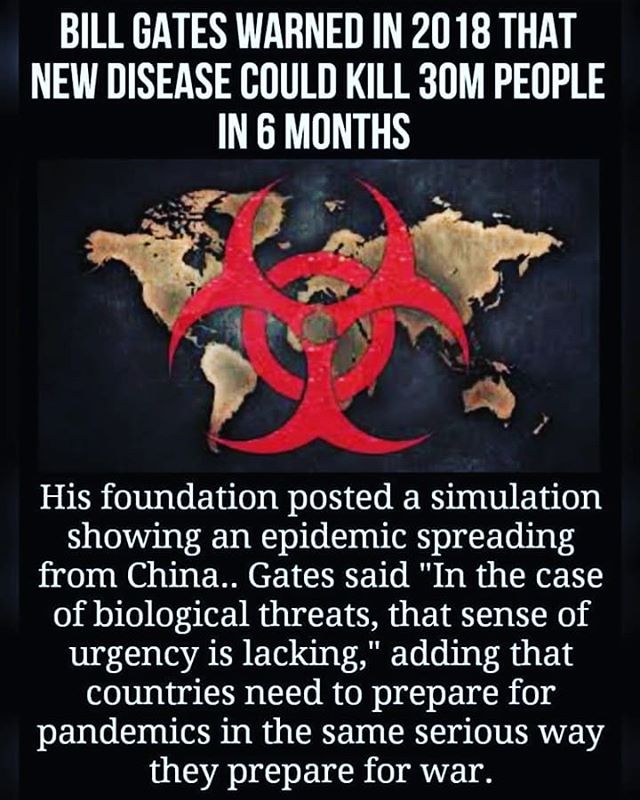 BILL GATES WARNED IN 2018 THAT
NEW DISEASE COULD KILL 30M PEOPLE
IN 6 MONTHS
His foundation posted a simulation
showing an epidemic spreading
from China.. Gates said "In the case
of biological threats, that sense of
urgency is lacking," adding that
countries need to prepare for
pandemics in the same serious way
they prepare for war.